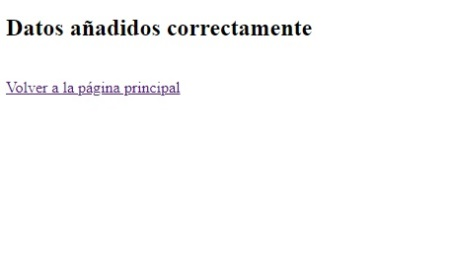 Datos añadidos correctamente
Volver a la página principal